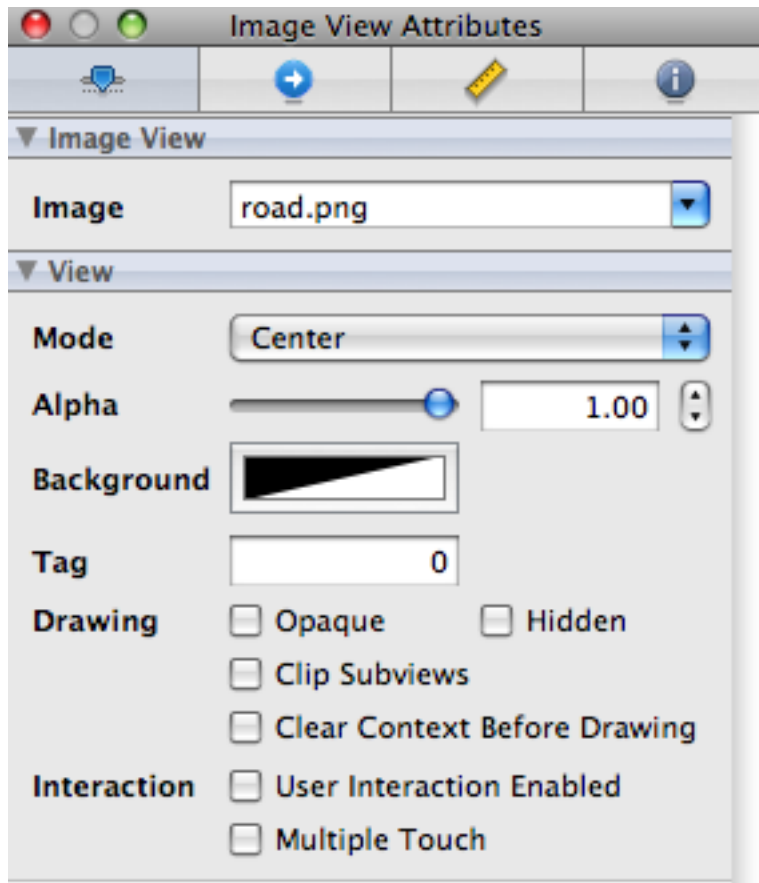 Image View Attributes
Image View
Image road.png
View
Mode Center
Alpha 1.00
Background
Tag 0
Drawing Opaque Hidden
Clip Subviews
Clear Context Before Drawing
Interaction User Interaction Enabled
Multiple Touch